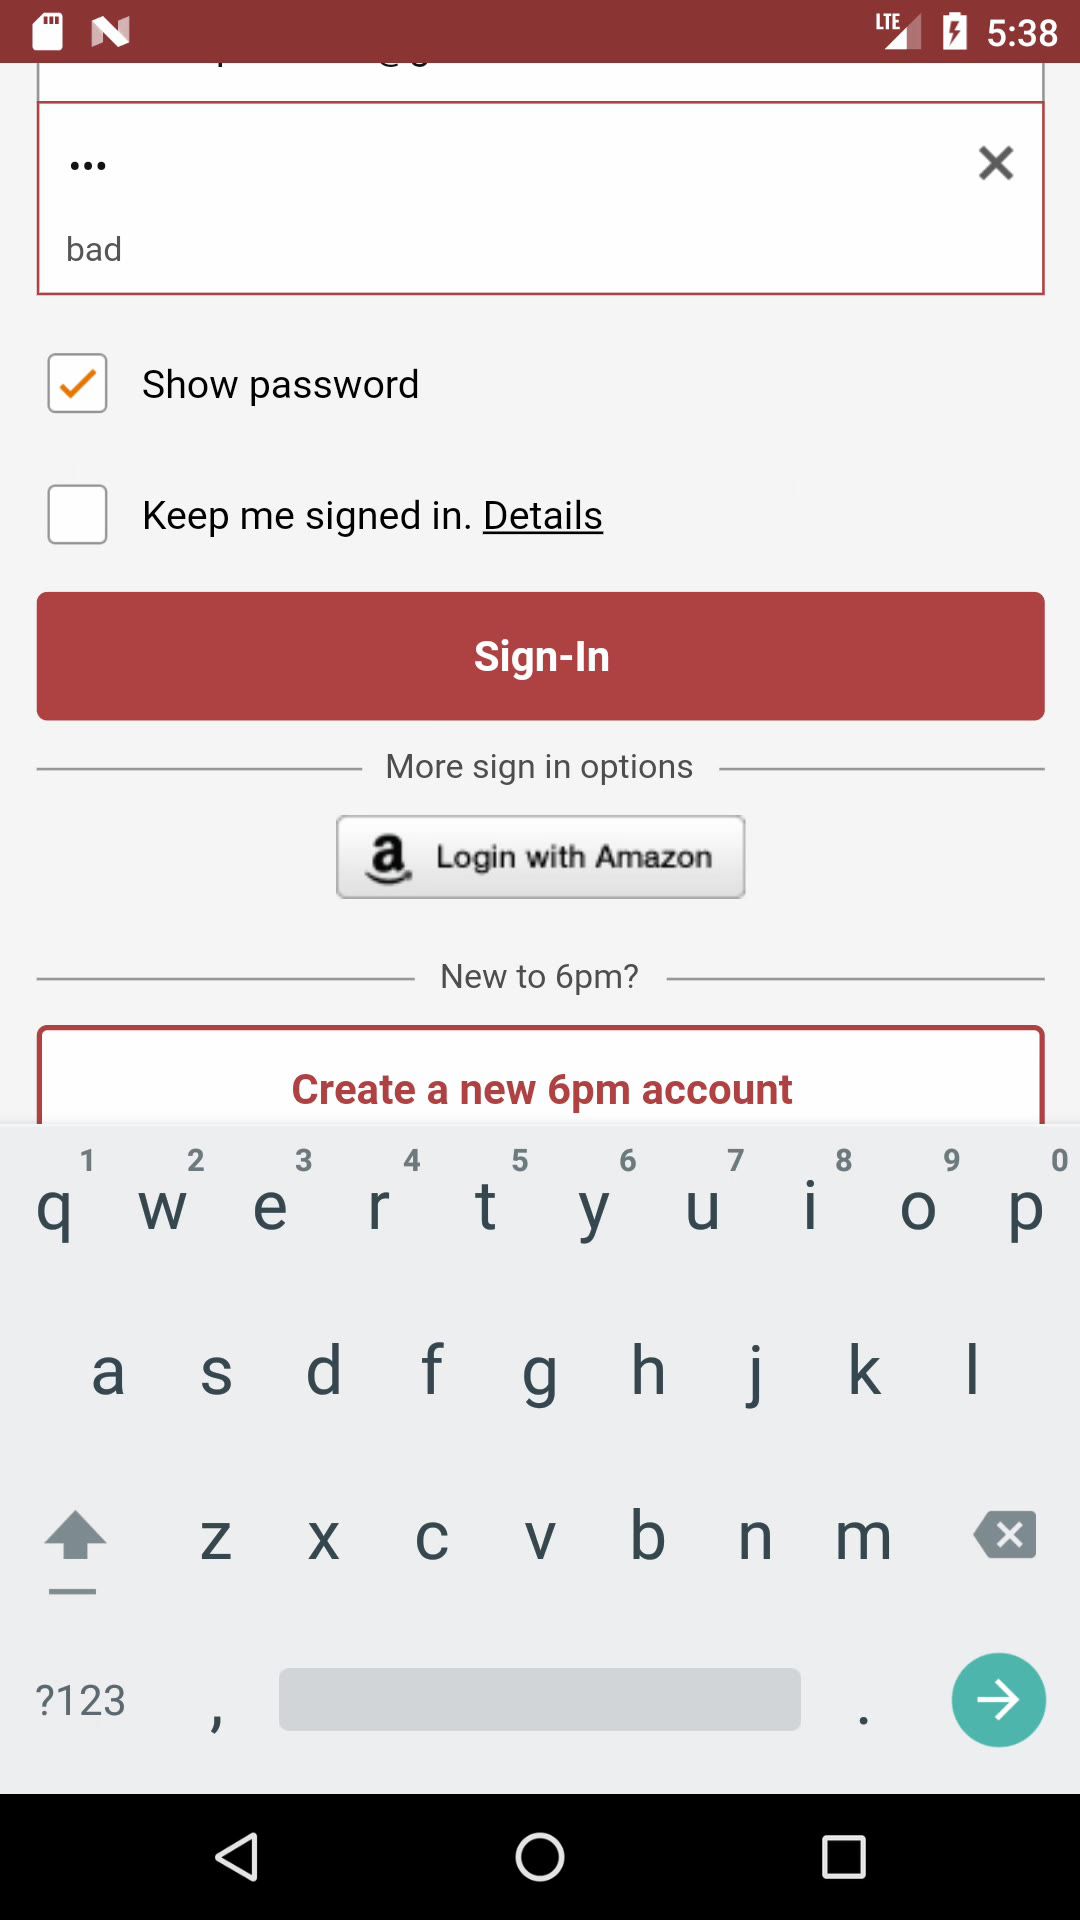 LTE 5:38
•••
bad
Show password
Keep me signed in. Details
Sign-In
More sign in options
a Login with Amazon
New to 6pm?
Create a new 6pm account
1 2 3 4 5 6 7 8 9 0
q w e r t y u i o p
a s d f g h j k l
z x c v b n m
?123 , .